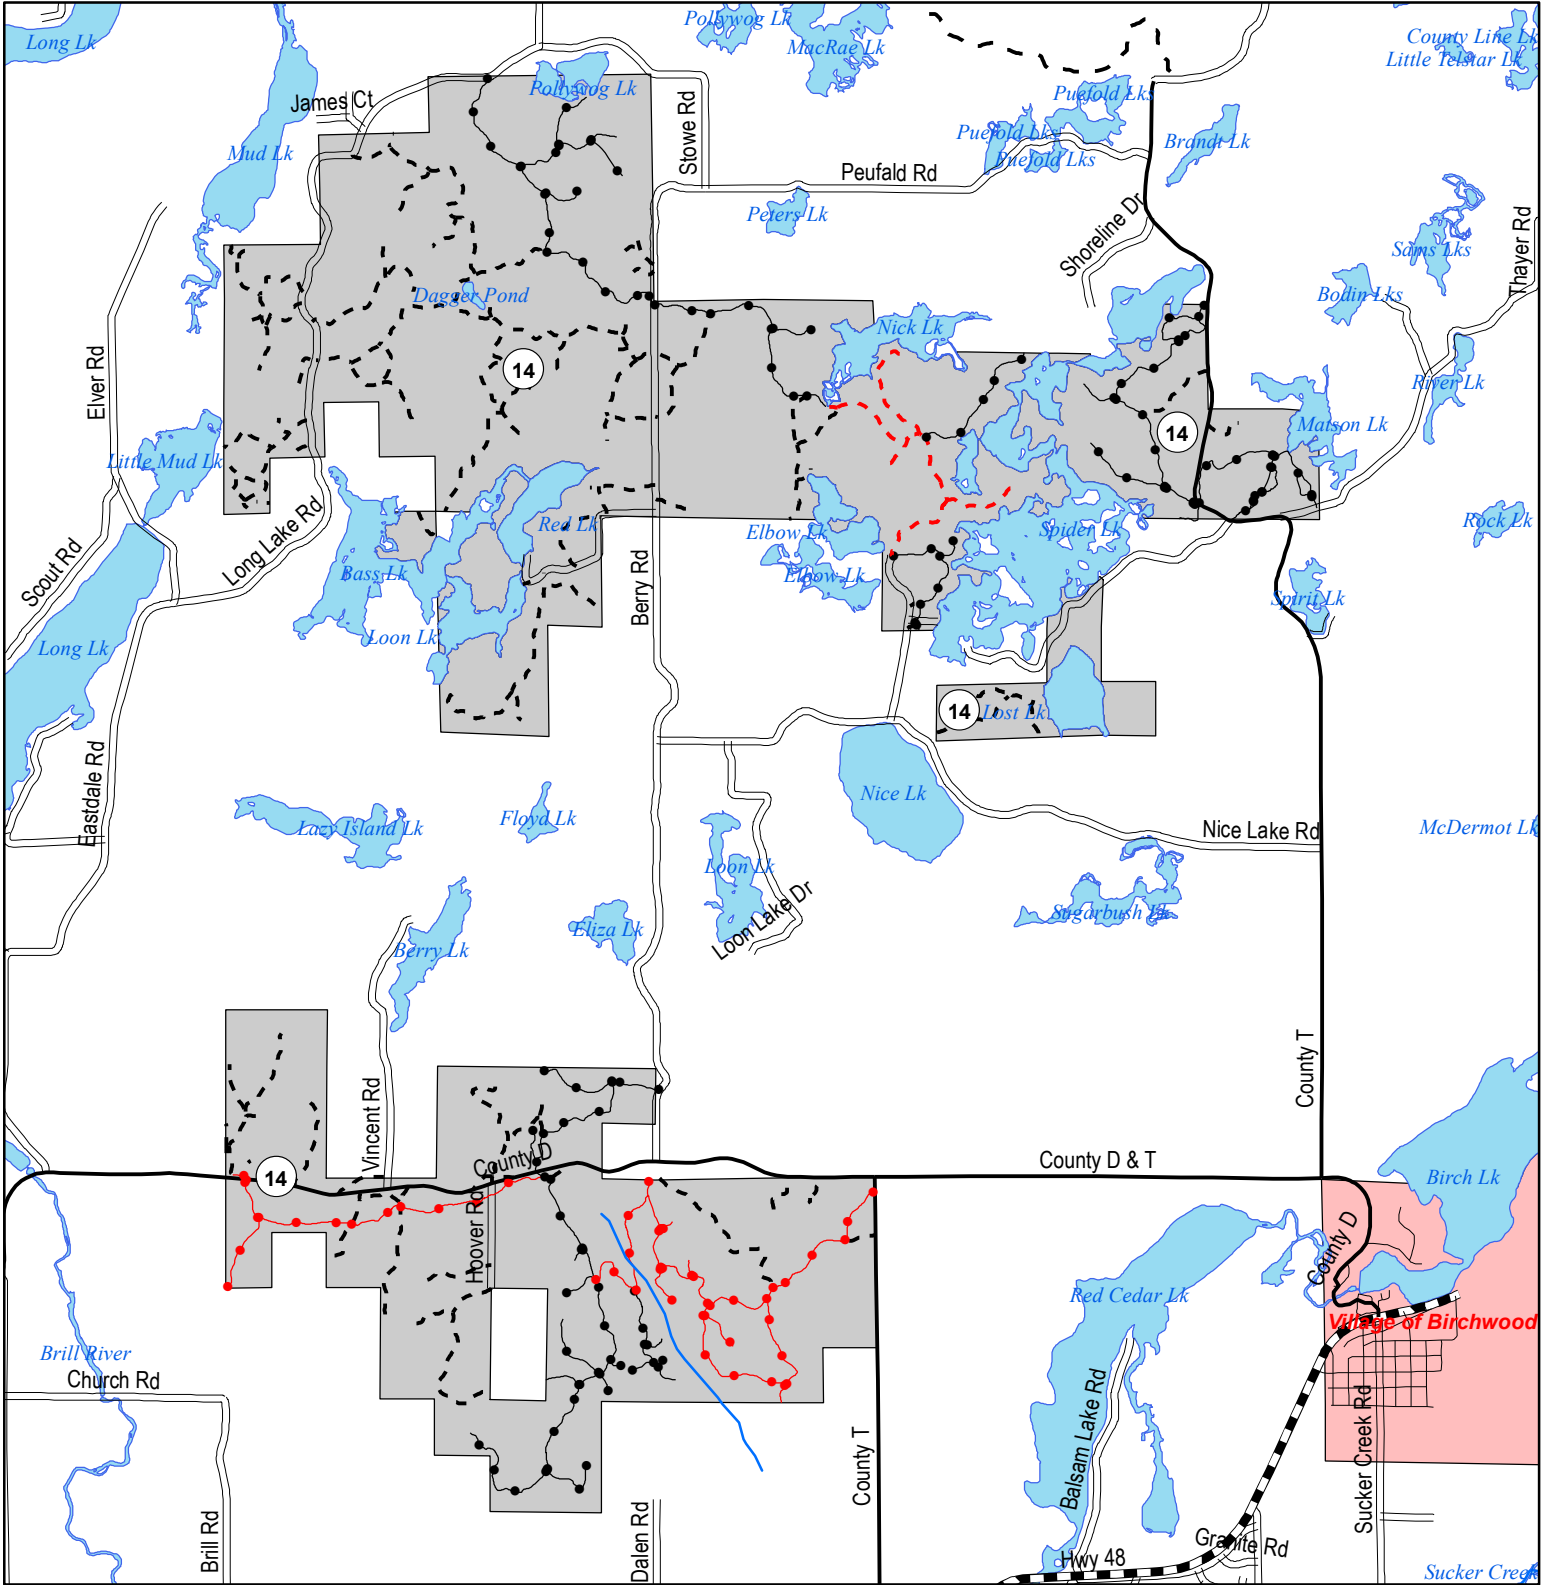 Long Lk
Pollywog Lk
MacRae Lk
County Line Lk
Little Telstar Lk
James Ct
Pollywog Lk
Puefold Lks
Mud Lk
Stowe Rd
Puefold Lks
Puefold Lks
Brandt Lk
Peufald Rd
Peters Lk
Shoreline Dr
Sams Lks
Thayer Rd
Dagger Pond
Bodin Lks
Nick Lk
Elver Rd
14
River Lk
14
Matson Lk
Little Mud Lk
Long Lake Rd
Red Lk
Elbow Lk
Spider Lk
Rock Lk
Scout Rd
Bass Lk
Elbow Lk
Berry Rd
Spirit Lk
Loon Lk
Long Lk
14
Lost Lk
Eastdale Rd
Nice Lk
Lazy Island Lk
Floyd Lk
Nice Lake Rd
McDermot Lk
Loon Lk
Loon Lake Dr
Sugarbush Lk
Berry Lk
Eliza Lk
County T
Vincent Rd
County D
County D & T
14
Birch Lk
Hoover Rd
County D
Red Cedar Lk
Village of Birchwood
Brill River
Church Rd
Balsam Lake Rd
Sucker Creek Rd
County T
Brill Rd
Dalen Rd
Granite Rd
Hwy 48
Sucker Creek